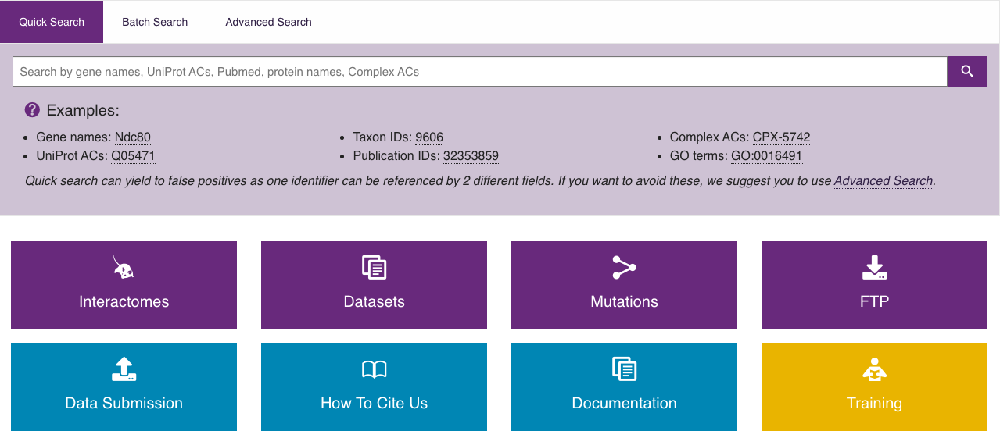 Quick Search Batch Search Advanced Search
Search by gene names, UniProt ACs, Pubmed, protein names, Complex ACs
? Examples:
• Gene names: Ndc80 • Taxon IDs: 9606 • Complex ACs: CPX-5742
• UniProt ACs: Q05471 • Publication IDs: 32353859 • GO terms: GO:0016491
Quick search can yield to false positives as one identifier can be referenced by 2 different fields. If you want to avoid these, we suggest you to use Advanced Search.
Interactomes Datasets Mutations FTP
Data Submission How To Cite Us Documentation Training